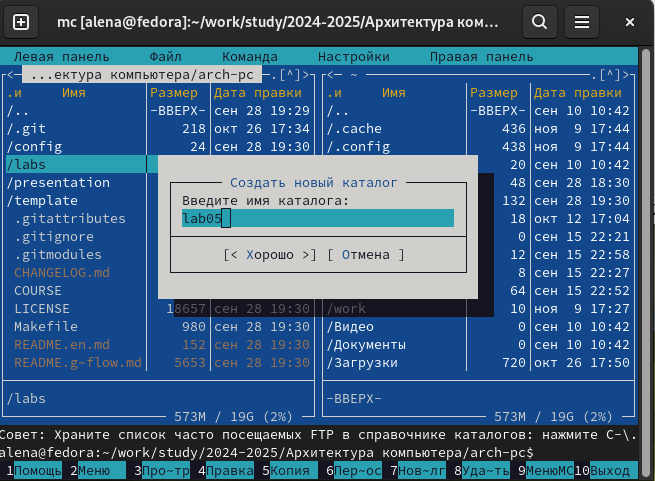 mc [alena@fedora]:~/work/study/2024-2025/Архитектура ком...
Левая панель Файл Команда Настройки Правая панель
...ектура компьютера/arch-pc .[^]> <- ~ .[^]>
.и Имя Размер Дата правки .и Имя Размер Дата правки
/.. -ВВЕРХ- сен 28 19:29 /.. -ВВЕРХ- сен 10 10:42
/.git 218 окт 26 17:34 /.cache 436 ноя 9 17:44
/config 24 сен 28 19:30 /.config 438 ноя 9 17:44
/labs 20 сен 10 10:42
/presentation 48 сен 28 18:30
/template 132 сен 28 19:30
.gitattributes 18 окт 12 17:04
.gitignore 0 сен 15 22:21
.gitmodules 12 сен 15 22:58
CHANGELOG.md 8 сен 15 22:27
COURSE 64 сен 15 22:52
Создать новый каталог
Введите имя каталога:
lab05
[< Хорошо >] [ Отмена ]
LICENSE 18657 сен 28 19:30 /work 10 ноя 9 17:27
Makefile 980 сен 28 19:30 /Видео 0 сен 10 10:42
README.en.md 152 сен 28 19:30 /Документы 0 сен 10 10:42
README.g~flow.md 5653 сен 28 19:30 /Загрузки 720 окт 26 17:50
/labs -ВВЕРХ-
573M / 19G (2%) 573M / 19G (2%)
Совет: Храните список часто посещаемых FTP в справочнике каталогов: нажмите C-\.
alena@fedora:~/work/study/2024-2025/Архитектура компьютера/arch-pc$
1Помощь 2Меню 3Про~тр 4Правка 5Копия 6Пер~ос 7Нов~лг 8Уда~ть 9МенюMC 10Выход